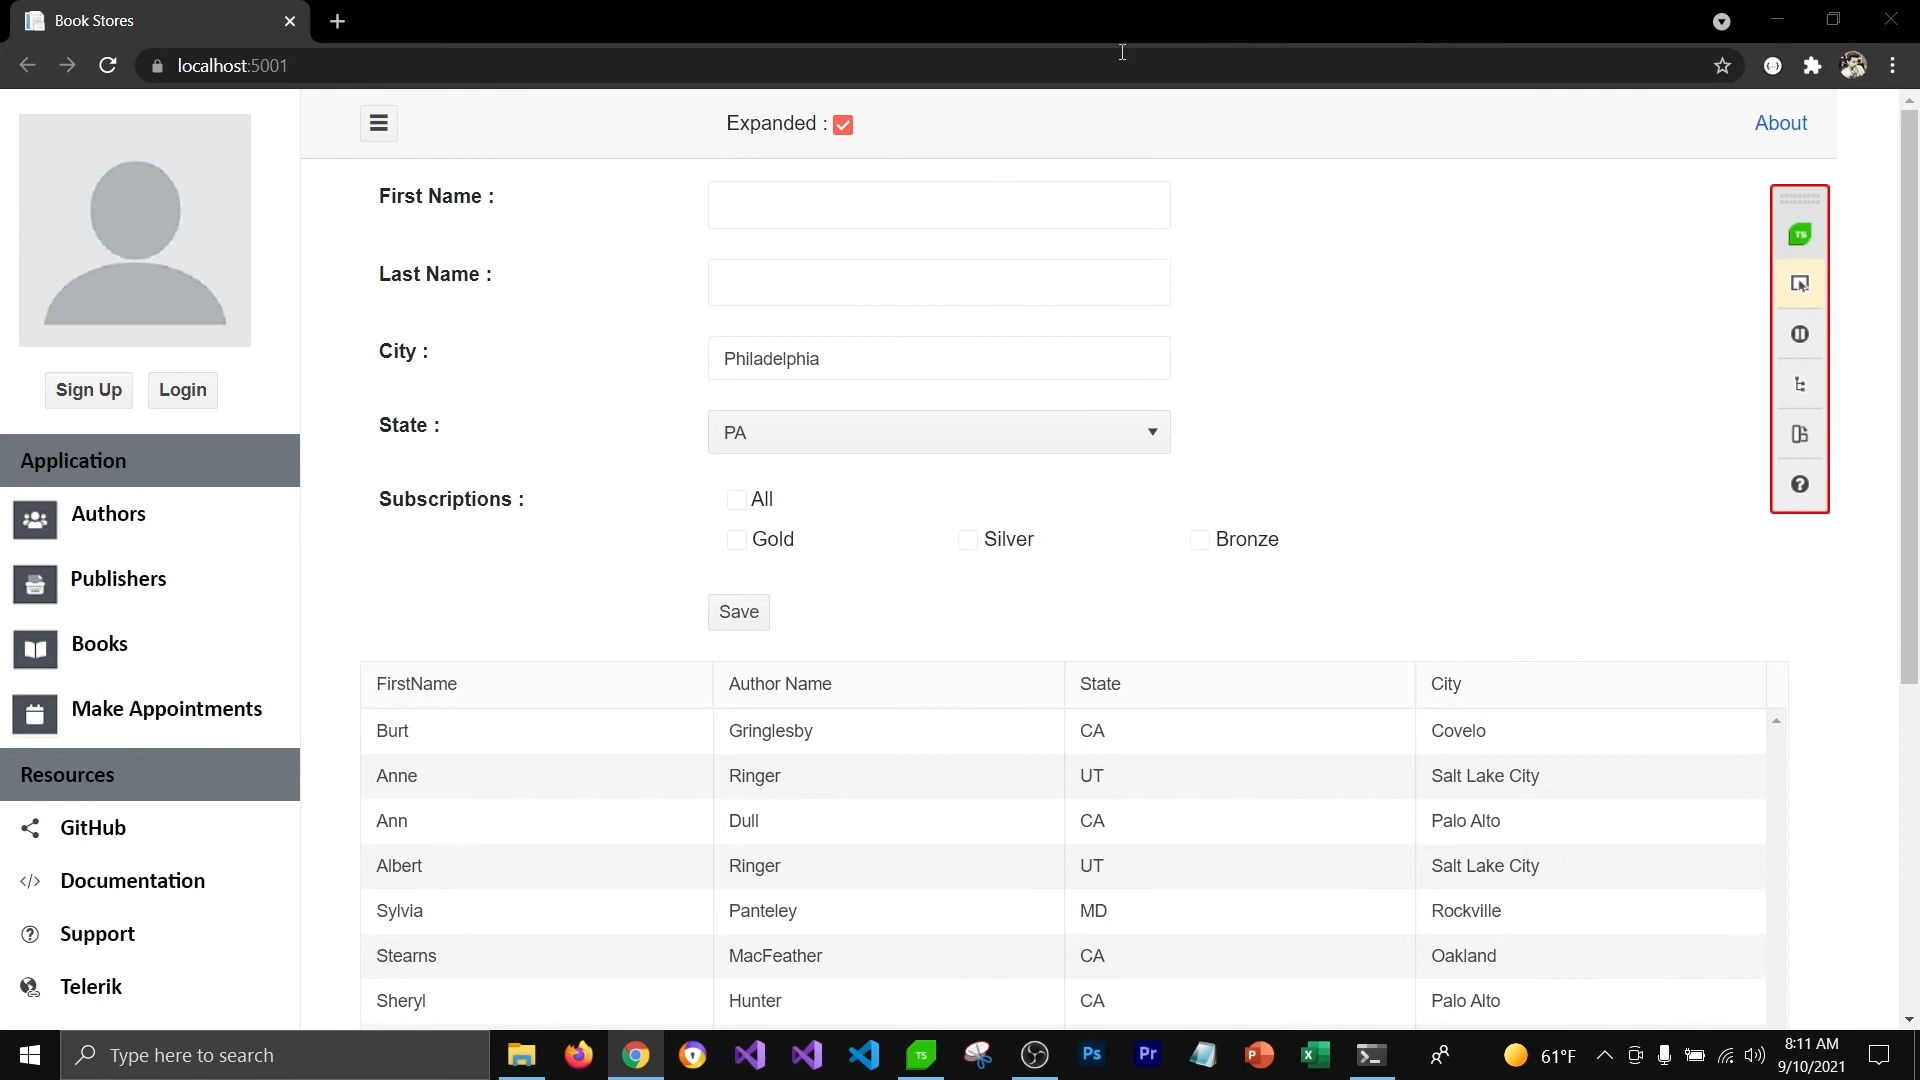 Book Stores
localhost:5001
Expanded :
About
First Name :
Last Name :
City :
Philadelphia
State :
PA
Subscriptions :
All
Gold
Silver
Bronze
Save
Sign Up
Login
Application
Authors
Publishers
Books
Make Appointments
Resources
GitHub
Documentation
Support
Telerik
TS
FirstName Author Name State City
Burt Gringlesby CA Covelo
Anne Ringer UT Salt Lake City
Ann Dull CA Palo Alto
Albert Ringer UT Salt Lake City
Sylvia Panteley MD Rockville
Stearns MacFeather CA Oakland
Sheryl Hunter CA Palo Alto
Type here to search
TS
Ps
Pr
61°F
8:11 AM
9/10/2021